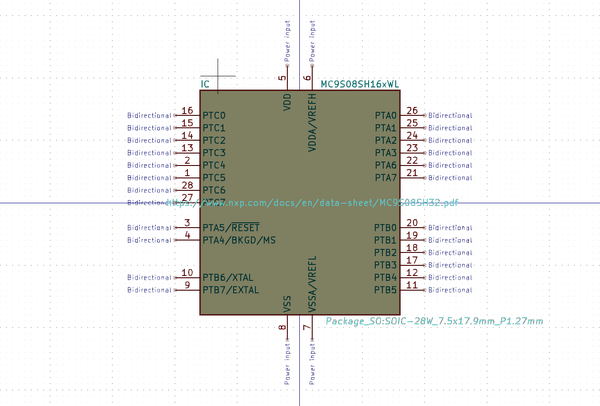 Power input Power input
5 6
IC MC9S08SH16xWL
VDD VDDA/VREFH
Bidirectional 16 PTC0 PTA0 26 Bidirectional
Bidirectional 15 PTC1 PTA1 25 Bidirectional
Bidirectional 14 PTC2 PTA2 24 Bidirectional
Bidirectional 13 PTC3 PTA3 23 Bidirectional
Bidirectional 2 PTC4 PTA6 22 Bidirectional
Bidirectional 1 PTC5 PTA7 21 Bidirectional
Bidirectional 28 PTC6
Bidirectional 27 PTC7
https://www.nxp.com/docs/en/data-sheet/MC9S08SH32.pdf
Bidirectional 3 PTA5/RESET PTB0 20 Bidirectional
Bidirectional 4 PTA4/BKGD/MS PTB1 19 Bidirectional
PTB2 18 Bidirectional
PTB3 17 Bidirectional
Bidirectional 10 PTB6/XTAL PTB4 12 Bidirectional
Bidirectional 9 PTB7/EXTAL PTB5 11 Bidirectional
VSS VSSA/VREFL
Package_SO:SOIC-28W_7.5x17.9mm_P1.27mm
8 7
Power input Power input